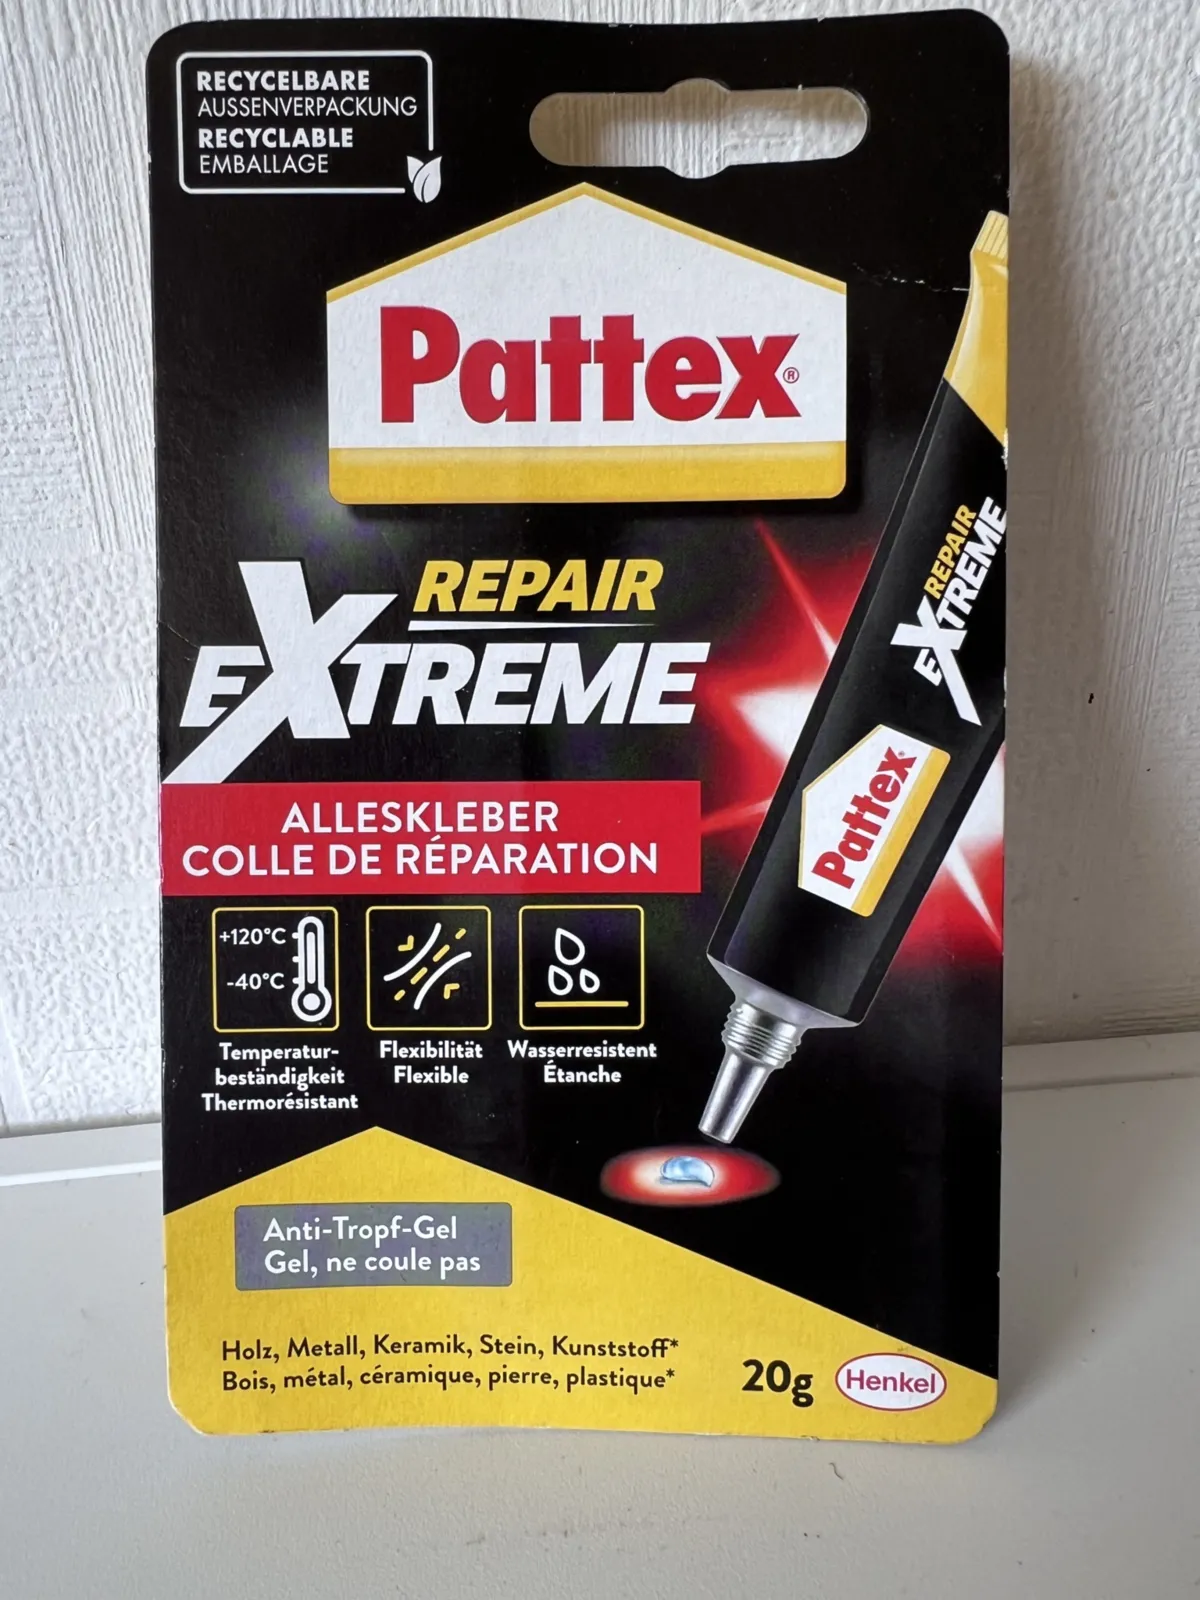 RECYCELBARE
AUSSENVERPACKUNG
RECYCLABLE
EMBALLAGE
Pattex®
REPAIR
EXTREME
REPAIR
EXTREME
Pattex
ALLESKLEBER
COLLE DE RÉPARATION
+120°C
-40°C
Temperatur-
beständigkeit
Thermorésistant
Flexibilität
Flexible
Wasserresistent
Étanche
Anti-Tropf-Gel
Gel, ne coule pas
Holz, Metall, Keramik, Stein, Kunststoff*
Bois, métal, céramique, pierre, plastique*
20g
Henkel